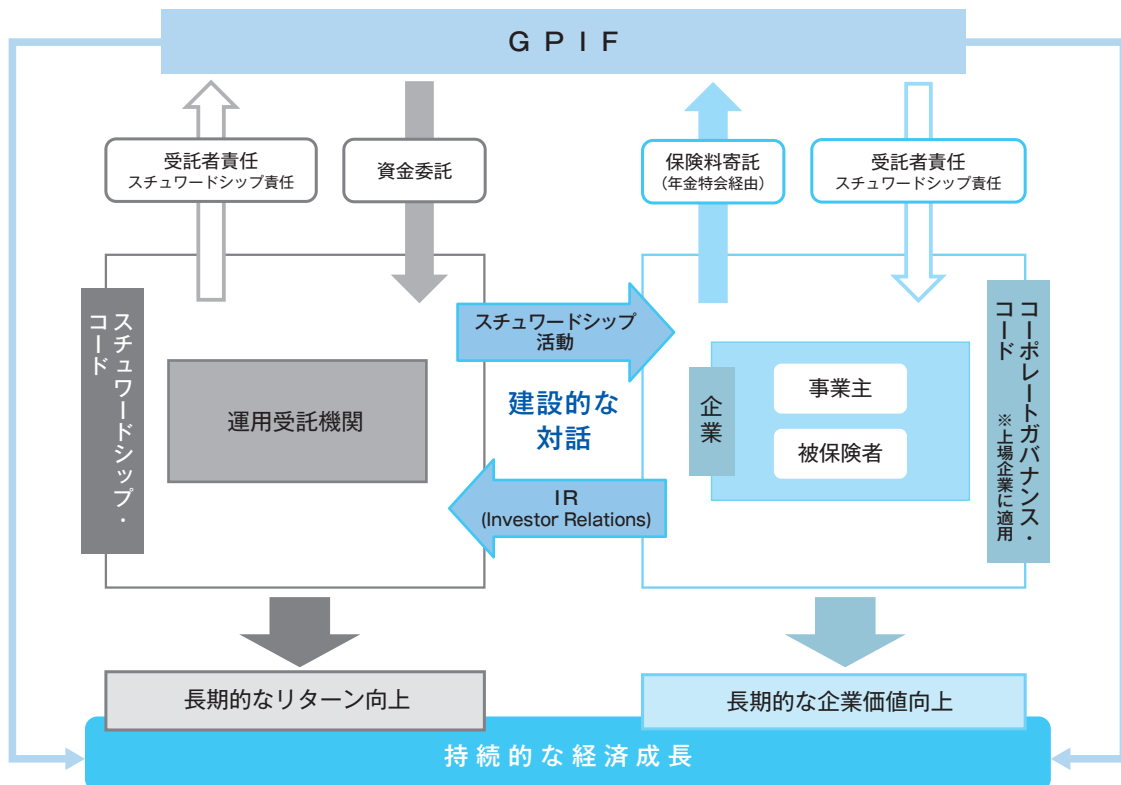 GPIF
受託者責任
スチュワードシップ責任
資金委託
保険料寄託
(年金特会経由)
受託者責任
スチュワードシップ責任
スチュワードシップ・
コード
運用受託機関
スチュワードシップ
活動
建設的な
対話
IR
(Investor Relations)
企業
事業主
被保険者
コーポレートガバナンス・
コード
※上場企業に適用
長期的なリターン向上
長期的な企業価値向上
持続的な経済成長